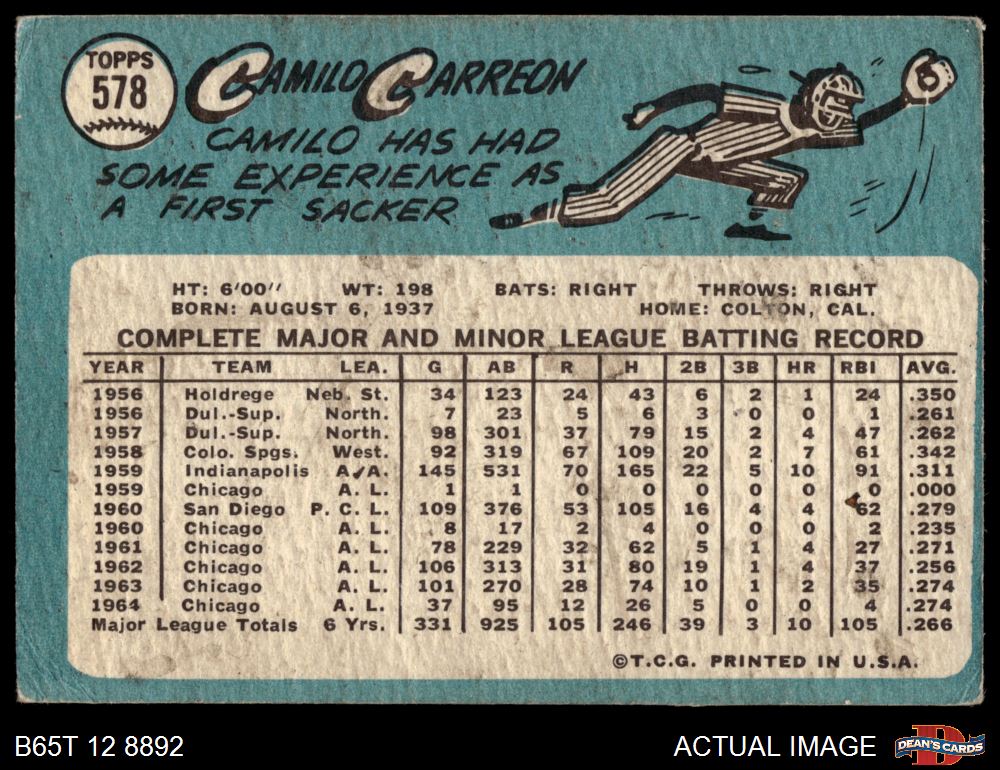 TOPPS
578
CAMILO CARREON
CAMILO HAS HAD
SOME EXPERIENCE AS
A FIRST SACKER
HT: 6'00" WT: 198 BATS: RIGHT THROWS: RIGHT
BORN: AUGUST 6, 1937 HOME: COLTON, CAL.
COMPLETE MAJOR AND MINOR LEAGUE BATTING RECORD
YEAR TEAM LEA. G AB R H 2B 3B HR RBI AVG.
1956 Holdrege Neb. St. 34 123 24 43 6 2 1 24 .350
1956 Dul.-Sup. North. 7 23 5 6 3 0 0 1 .261
1957 Dul.-Sup. North. 98 301 37 79 15 2 4 47 .262
1958 Colo. Spgs. West. 92 319 67 109 20 2 7 61 .342
1959 Indianapolis A.A. 145 531 70 165 22 5 10 91 .311
1959 Chicago A. L. 1 1 0 0 0 0 0 0 .000
1960 San Diego P. C. L. 109 376 53 105 16 4 4 62 .279
1960 Chicago A. L. 8 17 2 4 0 0 0 2 .235
1961 Chicago A. L. 78 229 32 62 5 1 4 27 .271
1962 Chicago A. L. 106 313 31 80 19 1 4 37 .256
1963 Chicago A. L. 101 270 28 74 10 1 2 35 .274
1964 Chicago A. L. 37 95 12 26 5 0 0 4 .274
Major League Totals 6 Yrs. 331 925 105 246 39 3 10 105 .266
©T.C.G. PRINTED IN U.S.A.
B65T 12 8892 ACTUAL IMAGE DEAN'S CARDS